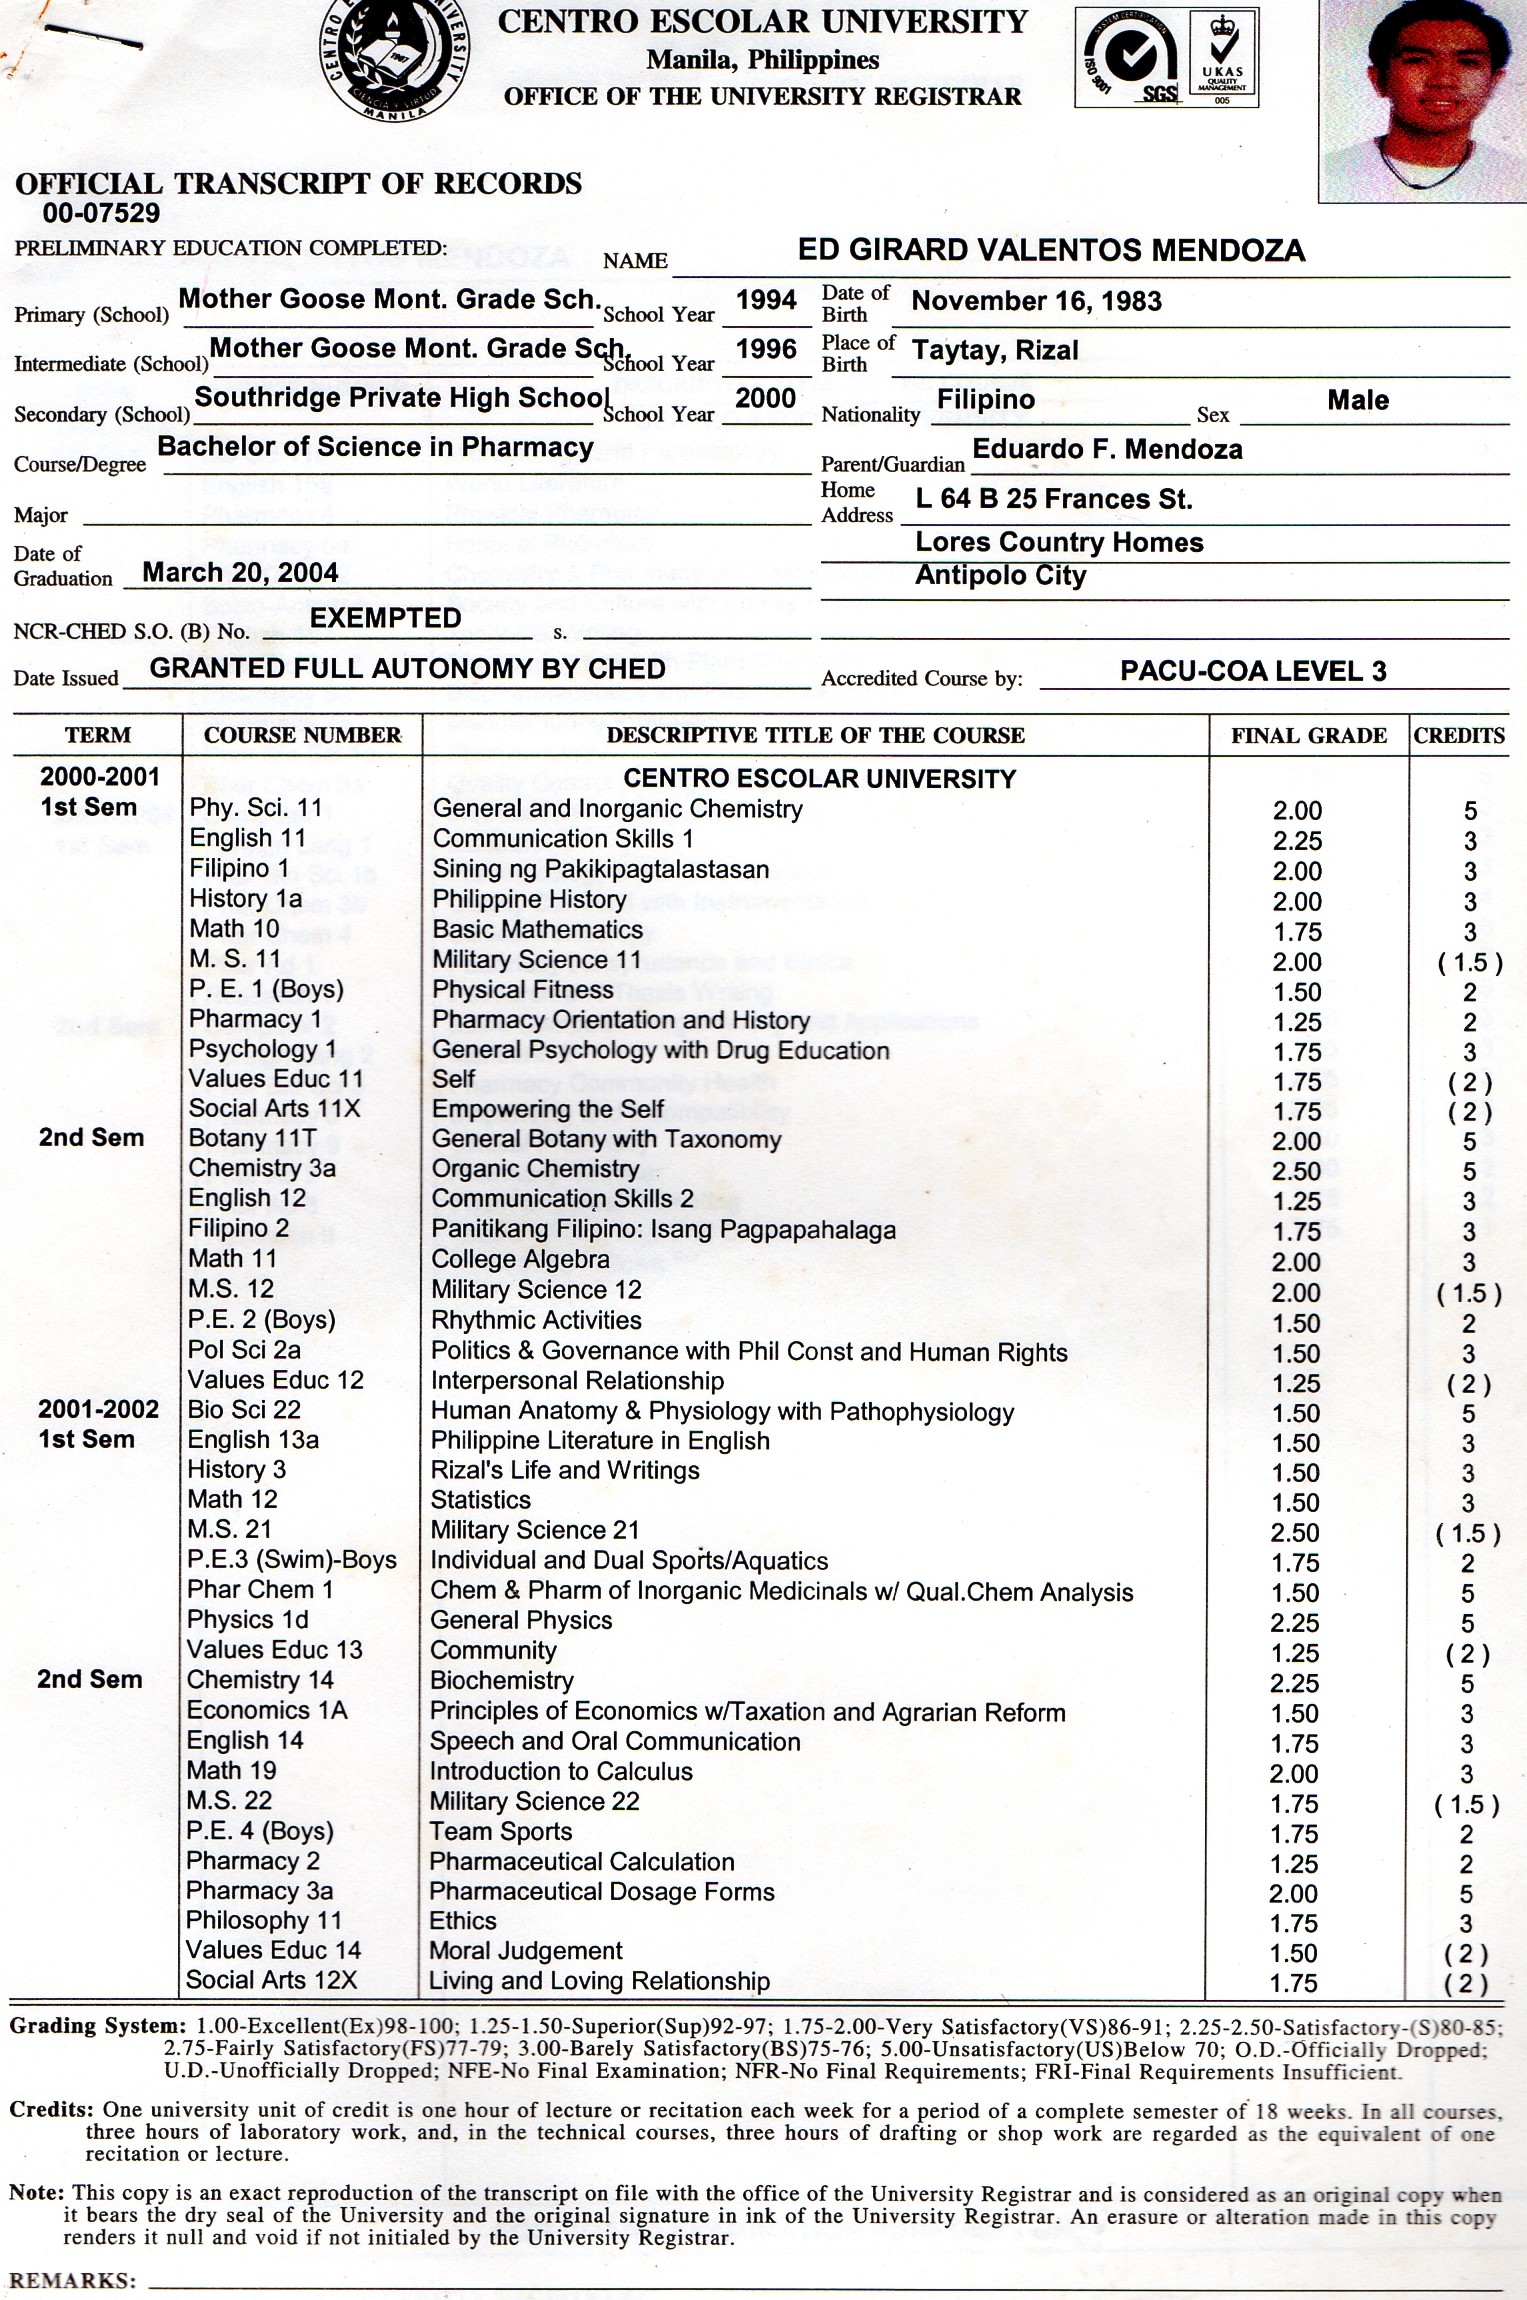 CENTRO ESCOLAR UNIVERSITY
Manila, Philippines
OFFICE OF THE UNIVERSITY REGISTRAR
CIENCIA Y VIRTUD
MANILA
1907
SYSTEM CERTIFICATION
ISO 9001
SGS
UKAS
QUALITY
MANAGEMENT
005
OFFICIAL TRANSCRIPT OF RECORDS
00-07529
PRELIMINARY EDUCATION COMPLETED:
NAME ED GIRARD VALENTOS MENDOZA
Primary (School) Mother Goose Mont. Grade Sch. School Year 1994 Date of Birth November 16, 1983
Intermediate (School) Mother Goose Mont. Grade Sch. School Year 1996 Place of Birth Taytay, Rizal
Secondary (School) Southridge Private High School School Year 2000 Nationality Filipino Sex Male
Course/Degree Bachelor of Science in Pharmacy Parent/Guardian Eduardo F. Mendoza
Major Home Address L 64 B 25 Frances St.
Lores Country Homes
Date of Graduation March 20, 2004 Antipolo City
NCR-CHED S.O. (B) No. EXEMPTED s.
Date Issued GRANTED FULL AUTONOMY BY CHED Accredited Course by: PACU-COA LEVEL 3
TERM COURSE NUMBER DESCRIPTIVE TITLE OF THE COURSE FINAL GRADE CREDITS
2000-2001 CENTRO ESCOLAR UNIVERSITY
1st Sem Phy. Sci. 11 General and Inorganic Chemistry 2.00 5
English 11 Communication Skills 1 2.25 3
Filipino 1 Sining ng Pakikipagtalastasan 2.00 3
History 1a Philippine History 2.00 3
Math 10 Basic Mathematics 1.75 3
M. S. 11 Military Science 11 2.00 ( 1.5 )
P. E. 1 (Boys) Physical Fitness 1.50 2
Pharmacy 1 Pharmacy Orientation and History 1.25 2
Psychology 1 General Psychology with Drug Education 1.75 3
Values Educ 11 Self 1.75 ( 2 )
Social Arts 11X Empowering the Self 1.75 ( 2 )
2nd Sem Botany 11T General Botany with Taxonomy 2.00 5
Chemistry 3a Organic Chemistry 2.50 5
English 12 Communication Skills 2 1.25 3
Filipino 2 Panitikang Filipino: Isang Pagpapahalaga 1.75 3
Math 11 College Algebra 2.00 3
M.S. 12 Military Science 12 2.00 ( 1.5 )
P.E. 2 (Boys) Rhythmic Activities 1.50 2
Pol Sci 2a Politics & Governance with Phil Const and Human Rights 1.50 3
Values Educ 12 Interpersonal Relationship 1.25 ( 2 )
2001-2002 Bio Sci 22 Human Anatomy & Physiology with Pathophysiology 1.50 5
1st Sem English 13a Philippine Literature in English 1.50 3
History 3 Rizal's Life and Writings 1.50 3
Math 12 Statistics 1.50 3
M.S. 21 Military Science 21 2.50 ( 1.5 )
P.E.3 (Swim)-Boys Individual and Dual Sports/Aquatics 1.75 2
Phar Chem 1 Chem & Pharm of Inorganic Medicinals w/ Qual.Chem Analysis 1.50 5
Physics 1d General Physics 2.25 5
Values Educ 13 Community 1.25 ( 2 )
2nd Sem Chemistry 14 Biochemistry 2.25 5
Economics 1A Principles of Economics w/Taxation and Agrarian Reform 1.50 3
English 14 Speech and Oral Communication 1.75 3
Math 19 Introduction to Calculus 2.00 3
M.S. 22 Military Science 22 1.75 ( 1.5 )
P.E. 4 (Boys) Team Sports 1.75 2
Pharmacy 2 Pharmaceutical Calculation 1.25 2
Pharmacy 3a Pharmaceutical Dosage Forms 2.00 5
Philosophy 11 Ethics 1.75 3
Values Educ 14 Moral Judgement 1.50 ( 2 )
Social Arts 12X Living and Loving Relationship 1.75 ( 2 )
Grading System: 1.00-Excellent(Ex)98-100; 1.25-1.50-Superior(Sup)92-97; 1.75-2.00-Very Satisfactory(VS)86-91; 2.25-2.50-Satisfactory-(S)80-85;
2.75-Fairly Satisfactory(FS)77-79; 3.00-Barely Satisfactory(BS)75-76; 5.00-Unsatisfactory(US)Below 70; O.D.-Officially Dropped;
U.D.-Unofficially Dropped; NFE-No Final Examination; NFR-No Final Requirements; FRI-Final Requirements Insufficient.
Credits: One university unit of credit is one hour of lecture or recitation each week for a period of a complete semester of 18 weeks. In all courses,
three hours of laboratory work, and, in the technical courses, three hours of drafting or shop work are regarded as the equivalent of one
recitation or lecture.
Note: This copy is an exact reproduction of the transcript on file with the office of the University Registrar and is considered as an original copy when
it bears the dry seal of the University and the original signature in ink of the University Registrar. An erasure or alteration made in this copy
renders it null and void if not initialed by the University Registrar.
REMARKS: